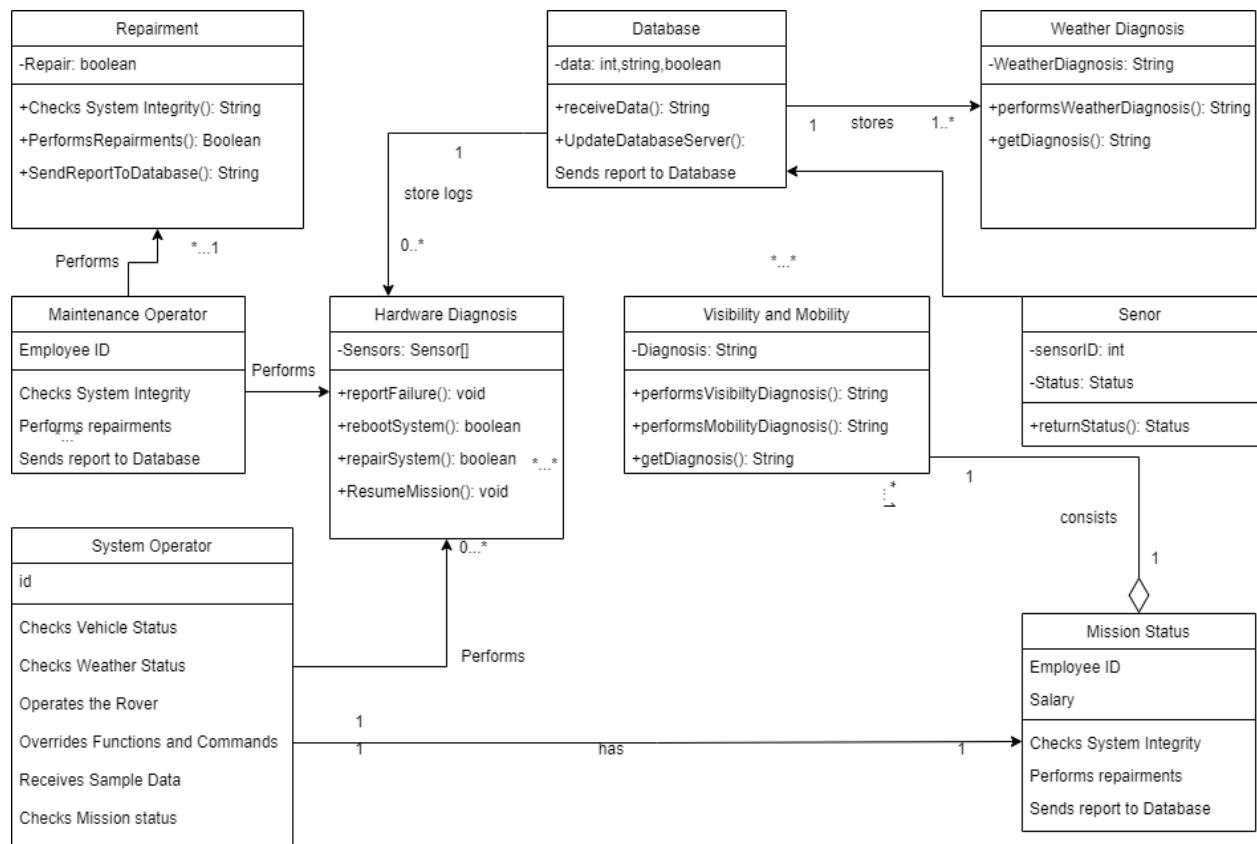 Repairment
-Repair: boolean
+Checks System Integrity(): String
+PerformsRepairments(): Boolean
+SendReportToDatabase(): String
Database
-data: int,string,boolean
+receiveData(): String
+UpdateDatabaseServer():
Sends report to Database
Weather Diagnosis
-WeatherDiagnosis: String
+performsWeatherDiagnosis(): String
+getDiagnosis(): String
1
stores
1..*
1
store logs
0..*
*...1
Performs
*...*
Maintenance Operator
Employee ID
Checks System Integrity
Performs repairments
*...*
Sends report to Database
Performs
Hardware Diagnosis
-Sensors: Sensor[]
+reportFailure(): void
+rebootSystem(): boolean
+repairSystem(): boolean
*...*
+ResumeMission(): void
Visibility and Mobility
-Diagnosis: String
+performsVisibiltyDiagnosis(): String
+performsMobilityDiagnosis(): String
+getDiagnosis(): String
Senor
-sensorID: int
-Status: Status
+returnStatus(): Status
*...1
1
consists
1
System Operator
id
Checks Vehicle Status
Checks Weather Status
Operates the Rover
Overrides Functions and Commands
Receives Sample Data
Checks Mission status
0...*
Performs
1
1
has
1
Mission Status
Employee ID
Salary
Checks System Integrity
Performs repairments
Sends report to Database